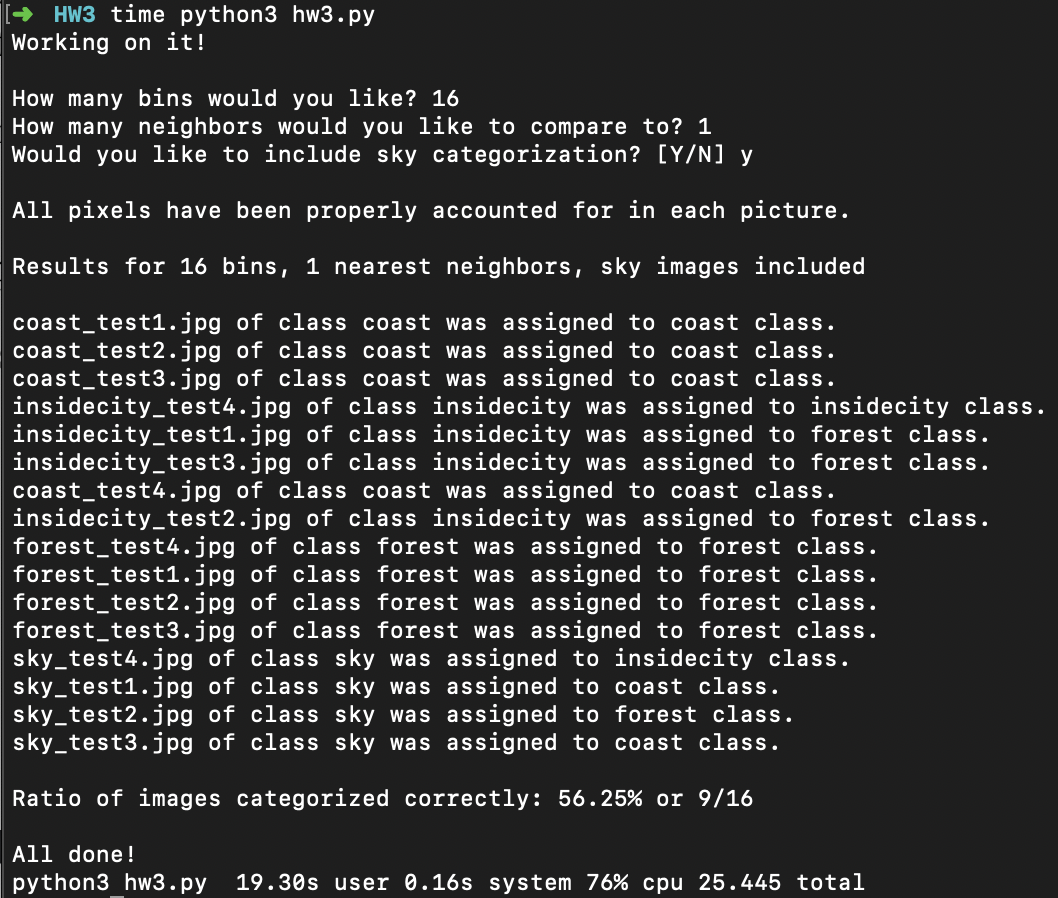 [➜ HW3 time python3 hw3.py
Working on it!
How many bins would you like? 16
How many neighbors would you like to compare to? 1
Would you like to include sky categorization? [Y/N] y
All pixels have been properly accounted for in each picture.
Results for 16 bins, 1 nearest neighbors, sky images included
coast_test1.jpg of class coast was assigned to coast class.
coast_test2.jpg of class coast was assigned to coast class.
coast_test3.jpg of class coast was assigned to coast class.
insidecity_test4.jpg of class insidecity was assigned to insidecity class.
insidecity_test1.jpg of class insidecity was assigned to forest class.
insidecity_test3.jpg of class insidecity was assigned to forest class.
coast_test4.jpg of class coast was assigned to coast class.
insidecity_test2.jpg of class insidecity was assigned to forest class.
forest_test4.jpg of class forest was assigned to forest class.
forest_test1.jpg of class forest was assigned to forest class.
forest_test2.jpg of class forest was assigned to forest class.
forest_test3.jpg of class forest was assigned to forest class.
sky_test4.jpg of class sky was assigned to insidecity class.
sky_test1.jpg of class sky was assigned to coast class.
sky_test2.jpg of class sky was assigned to forest class.
sky_test3.jpg of class sky was assigned to coast class.
Ratio of images categorized correctly: 56.25% or 9/16
All done!
python3 hw3.py  19.30s user 0.16s system 76% cpu 25.445 total